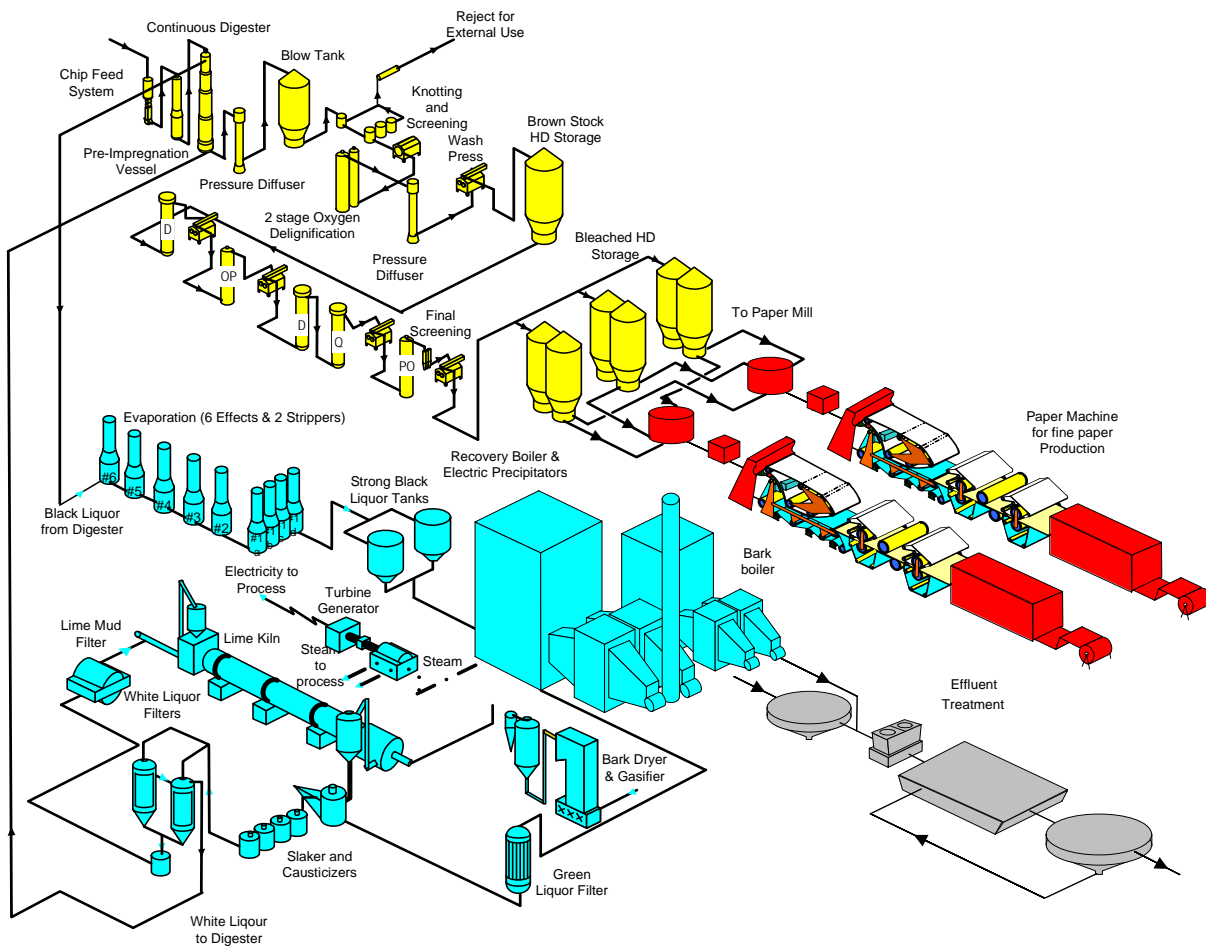 Reject for
External Use
Continuous Digester
Blow Tank
Chip Feed
System
Knotting
and
Screening
Brown Stock
HD Storage
Wash
Press
Pre-Impregnation
Vessel
Pressure Diffuser
2 stage Oxygen
Delignification
Pressure
Diffuser
D
OP
D
Q
PO
Bleached HD
Storage
Final
Screening
To Paper Mill
Evaporation (6 Effects & 2 Strippers)
#6
#5
#4
#3
#2
Black Liquor
from Digester
Strong Black
Liquor Tanks
Recovery Boiler &
Electric Precipitators
Paper Machine
for fine paper
Production
Bark
boiler
Electricity to
Process
Turbine
Generator
Lime Mud
Filter
Lime Kiln
Steam
to
process
Steam
White Liquor
Filters
Effluent
Treatment
Bark Dryer
& Gasifier
Slaker and
Causticizers
Green
Liquor Filter
White Liqour
to Digester